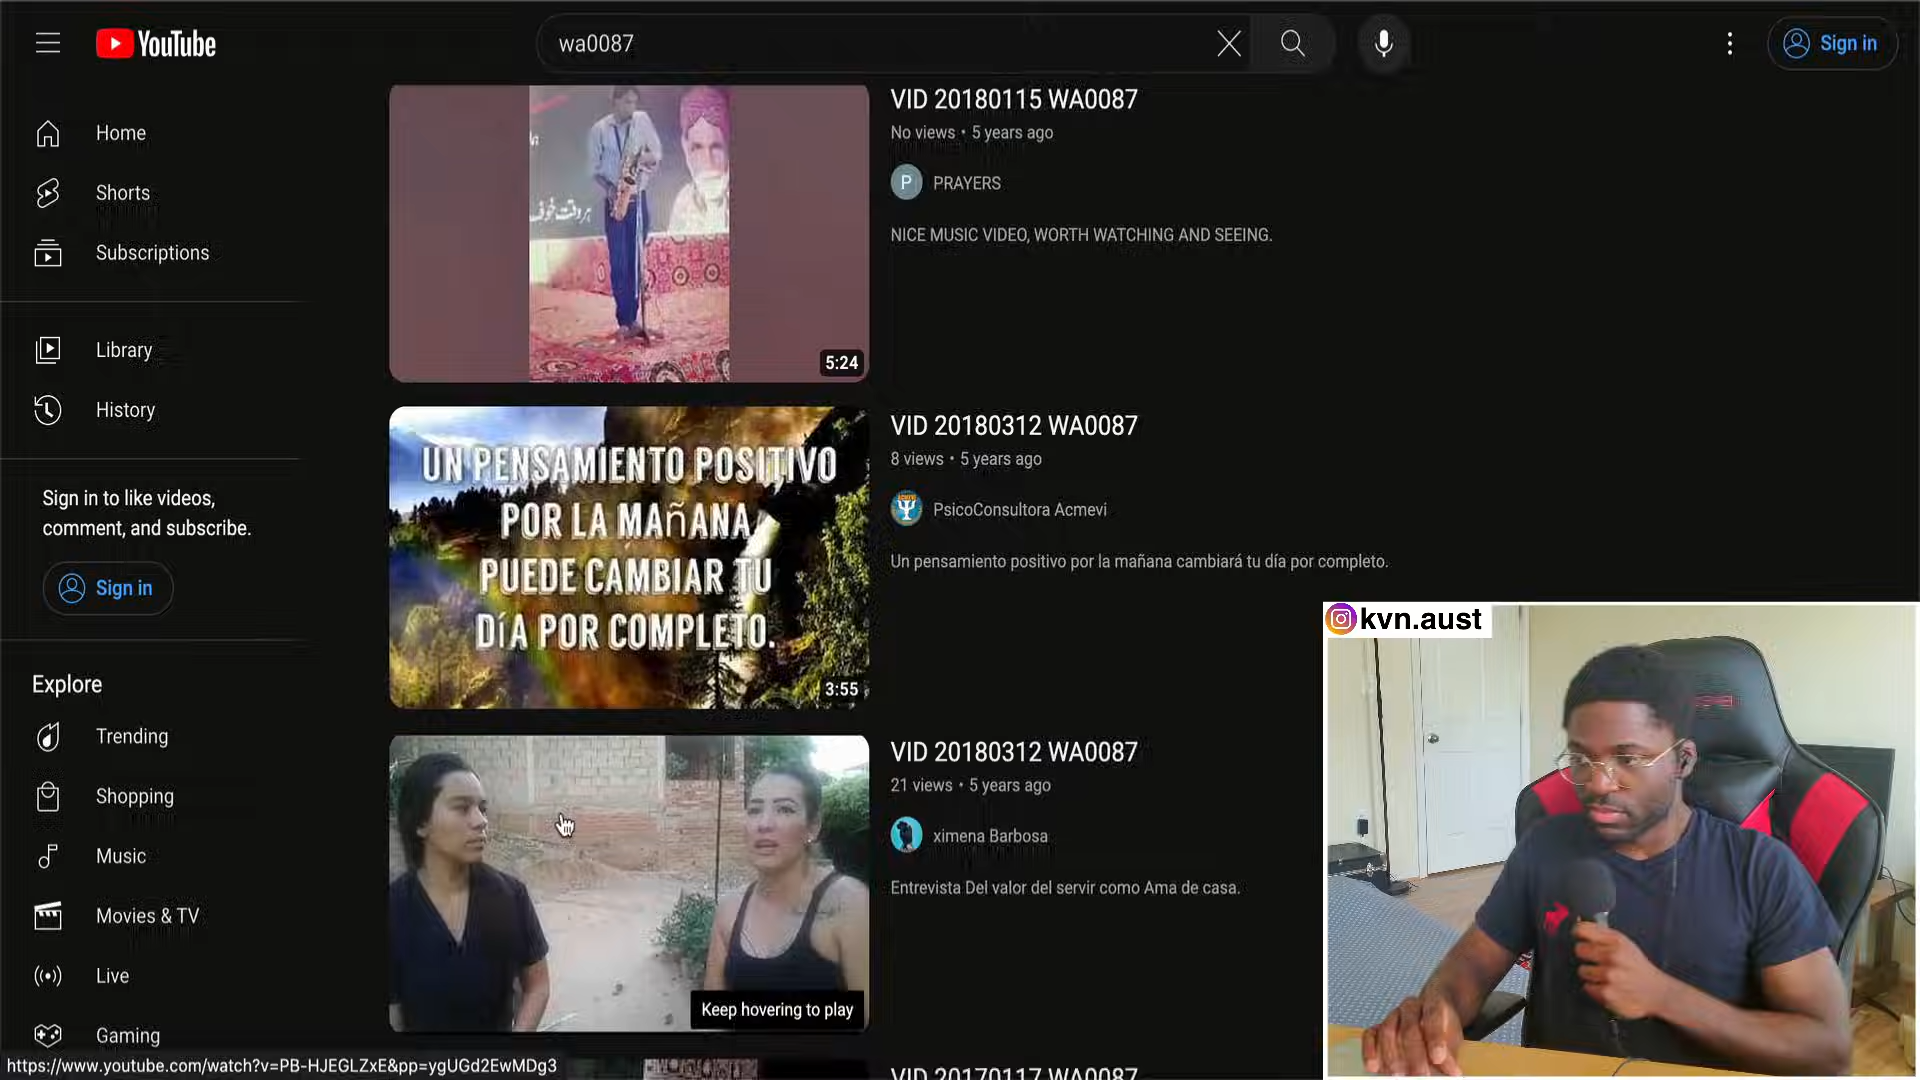 YouTube
wa0087
Sign in
Home
Shorts
Subscriptions
Library
History
Sign in to like videos,
comment, and subscribe.
Sign in
Explore
Trending
Shopping
Music
Movies & TV
Live
Gaming
https://www.youtube.com/watch?v=PB-HJEGLZxE&pp=ygUGd2EwMDg3
هر وقت خوف
5:24
VID 20180115 WA0087
No views • 5 years ago
P
PRAYERS
NICE MUSIC VIDEO, WORTH WATCHING AND SEEING.
UN PENSAMIENTO POSITIVO
POR LA MAñANA
PUEDE CAMBIAR TU
DíA POR COMPLETO.
3:55
VID 20180312 WA0087
8 views • 5 years ago
PsicoConsultora Acmevi
Un pensamiento positivo por la mañana cambiará tu día por completo.
Keep hovering to play
VID 20180312 WA0087
21 views • 5 years ago
ximena Barbosa
Entrevista Del valor del servir como Ama de casa.
VID 20170117 WA0087
kvn.aust